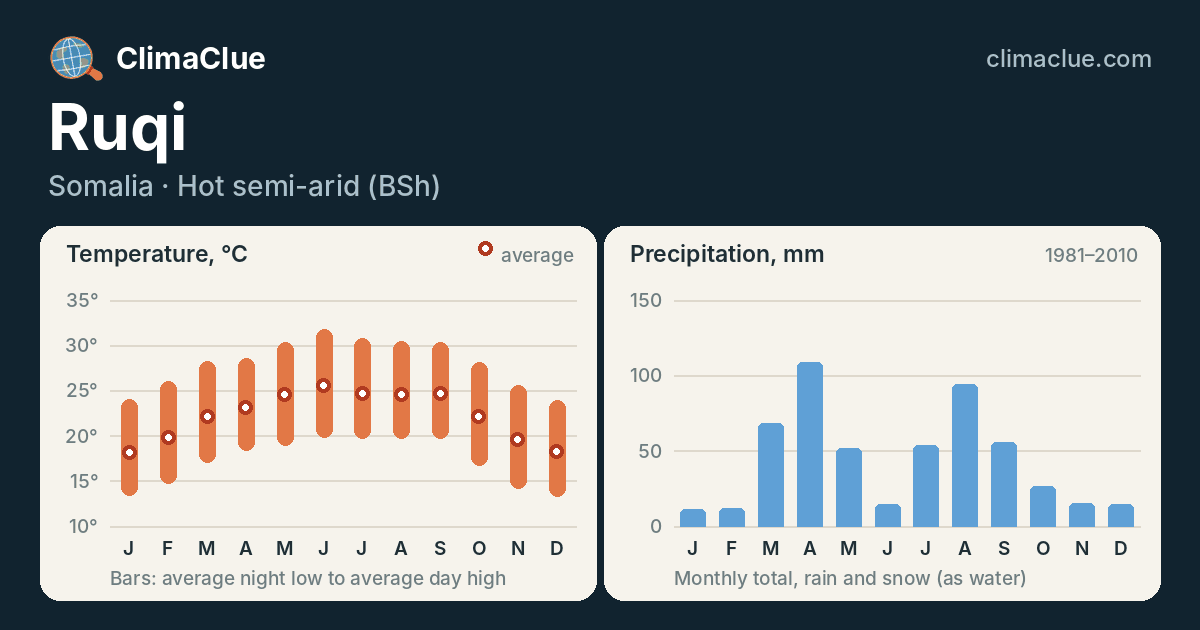 ClimaClue
climaclue.com
Ruqi
Somalia · Hot semi-arid (BSh)
Temperature, °C
average
35°
30°
25°
20°
15°
10°
J F M A M J J A S O N D
Bars: average night low to average day high
Precipitation, mm
1981–2010
150
100
50
0
J F M A M J J A S O N D
Monthly total, rain and snow (as water)